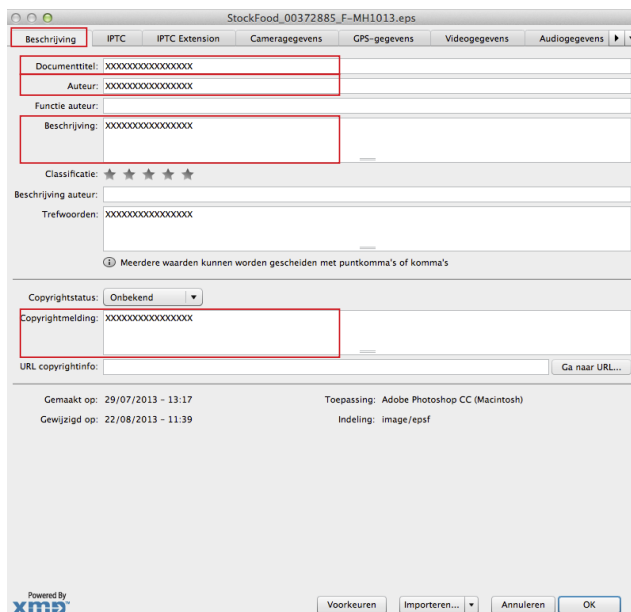 StockFood_00372885_F-MH1013.eps
Beschrijving IPTC IPTC Extension Cameragegevens GPS-gegevens Videogegevens Audiogegevens
Documenttitel: XXXXXXXXXXXXXXXX
Auteur: XXXXXXXXXXXXXXXX
Functie auteur:
Beschrijving: XXXXXXXXXXXXXXXX
Classificatie:
Beschrijving auteur:
Trefwoorden: XXXXXXXXXXXXXXXX
Meerdere waarden kunnen worden gescheiden met puntkomma's of komma's
Copyrightstatus: Onbekend
Copyrightmelding: XXXXXXXXXXXXXXXX
URL copyrightinfo: Ga naar URL...
Gemaakt op: 29/07/2013 – 13:17 Toepassing: Adobe Photoshop CC (Macintosh)
Gewijzigd op: 22/08/2013 – 11:39 Indeling: image/epsf
Powered By
xmp
Voorkeuren Importeren... Annuleren OK